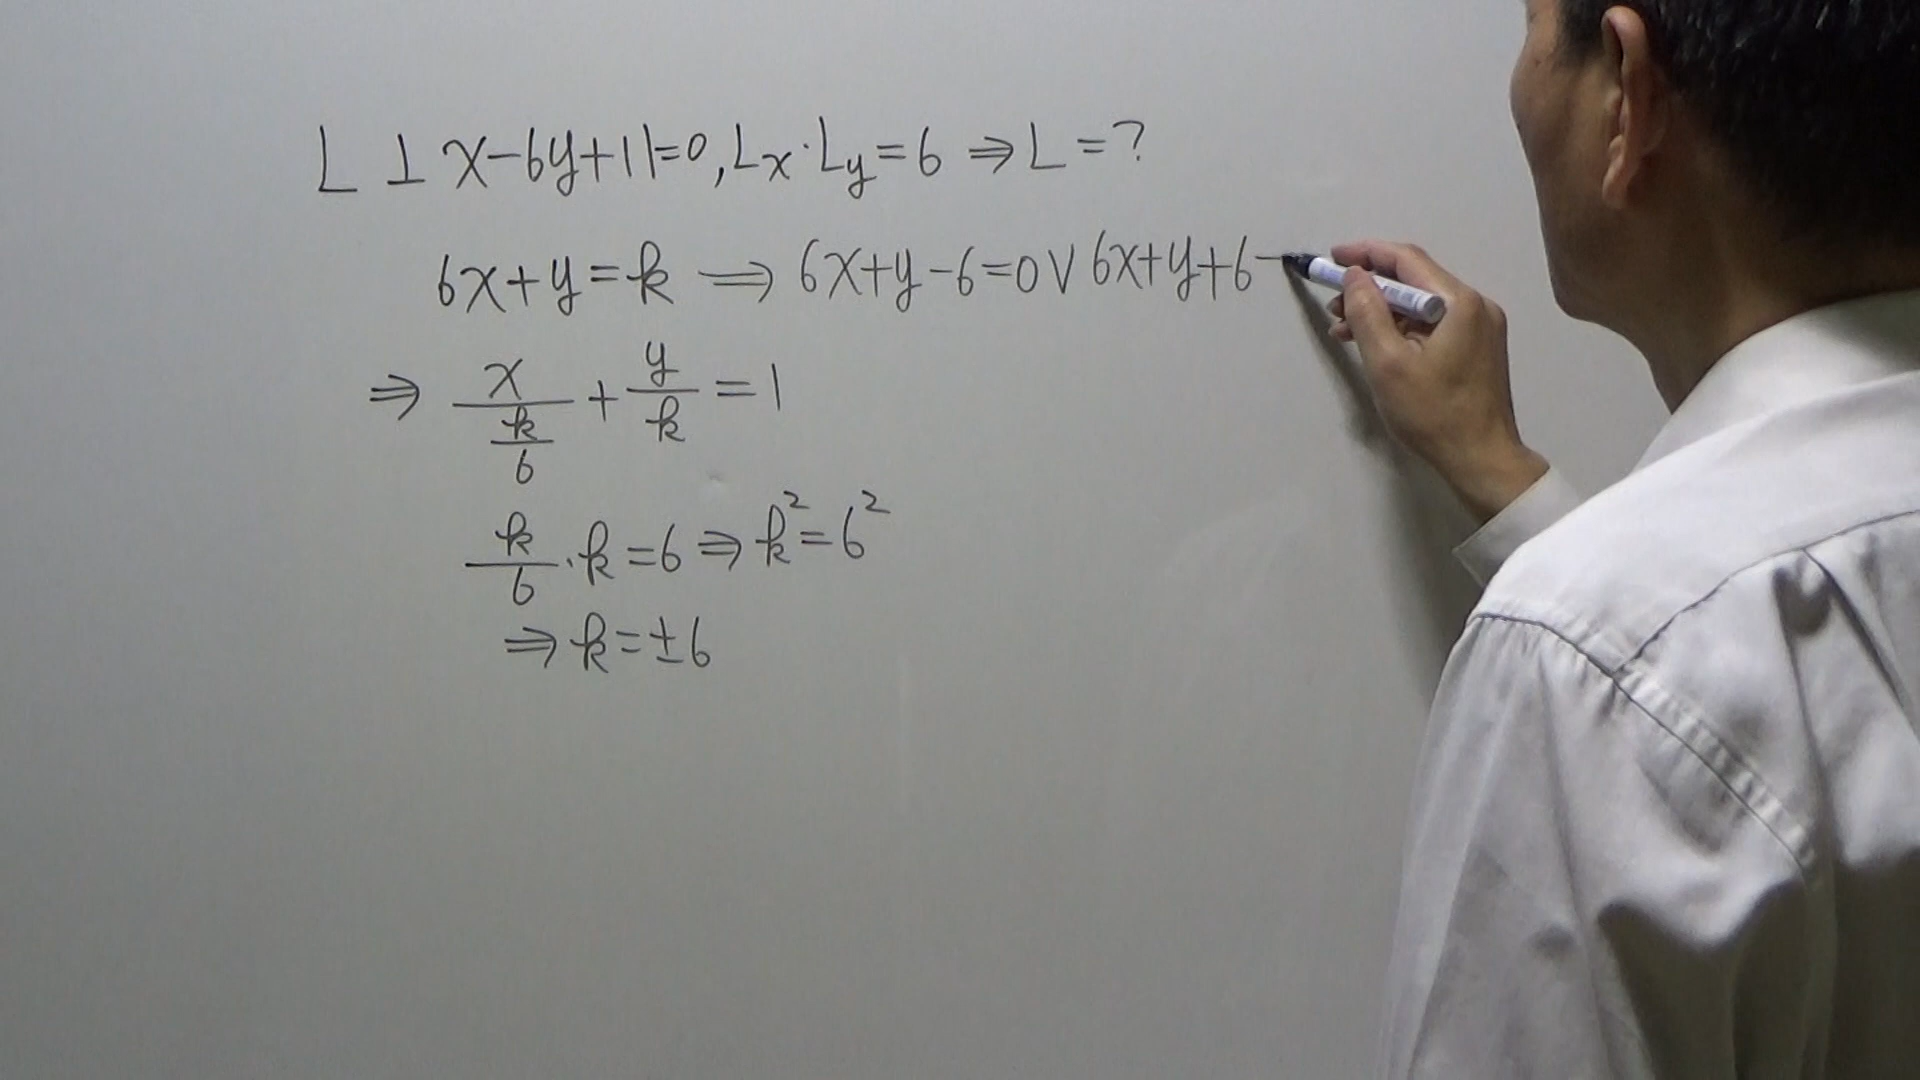 L ⊥ x-6y+11=0, Lx·Ly=6 ⇒ L=?
6x+y=k ⟹ 6x+y-6=0 ∨ 6x+y+6-
⇒ x/(k/6) + y/k = 1
k/6 · k = 6 ⇒ k²=6²
⇒ k=±6